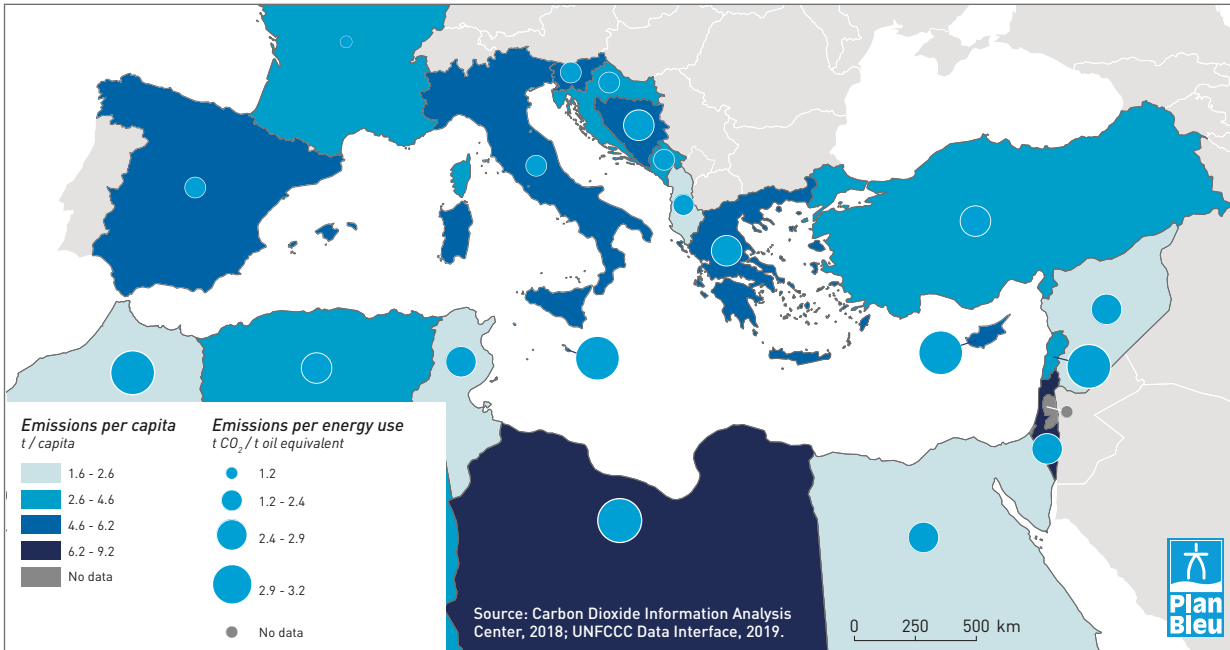 Emissions per capita
t / capita
1.6 - 2.6
2.6 - 4.6
4.6 - 6.2
6.2 - 9.2
No data
Emissions per energy use
t CO₂ / t oil equivalent
1.2
1.2 - 2.4
2.4 - 2.9
2.9 - 3.2
No data
Source: Carbon Dioxide Information Analysis
Center, 2018; UNFCCC Data Interface, 2019.
0 250 500 km
Plan
Bleu